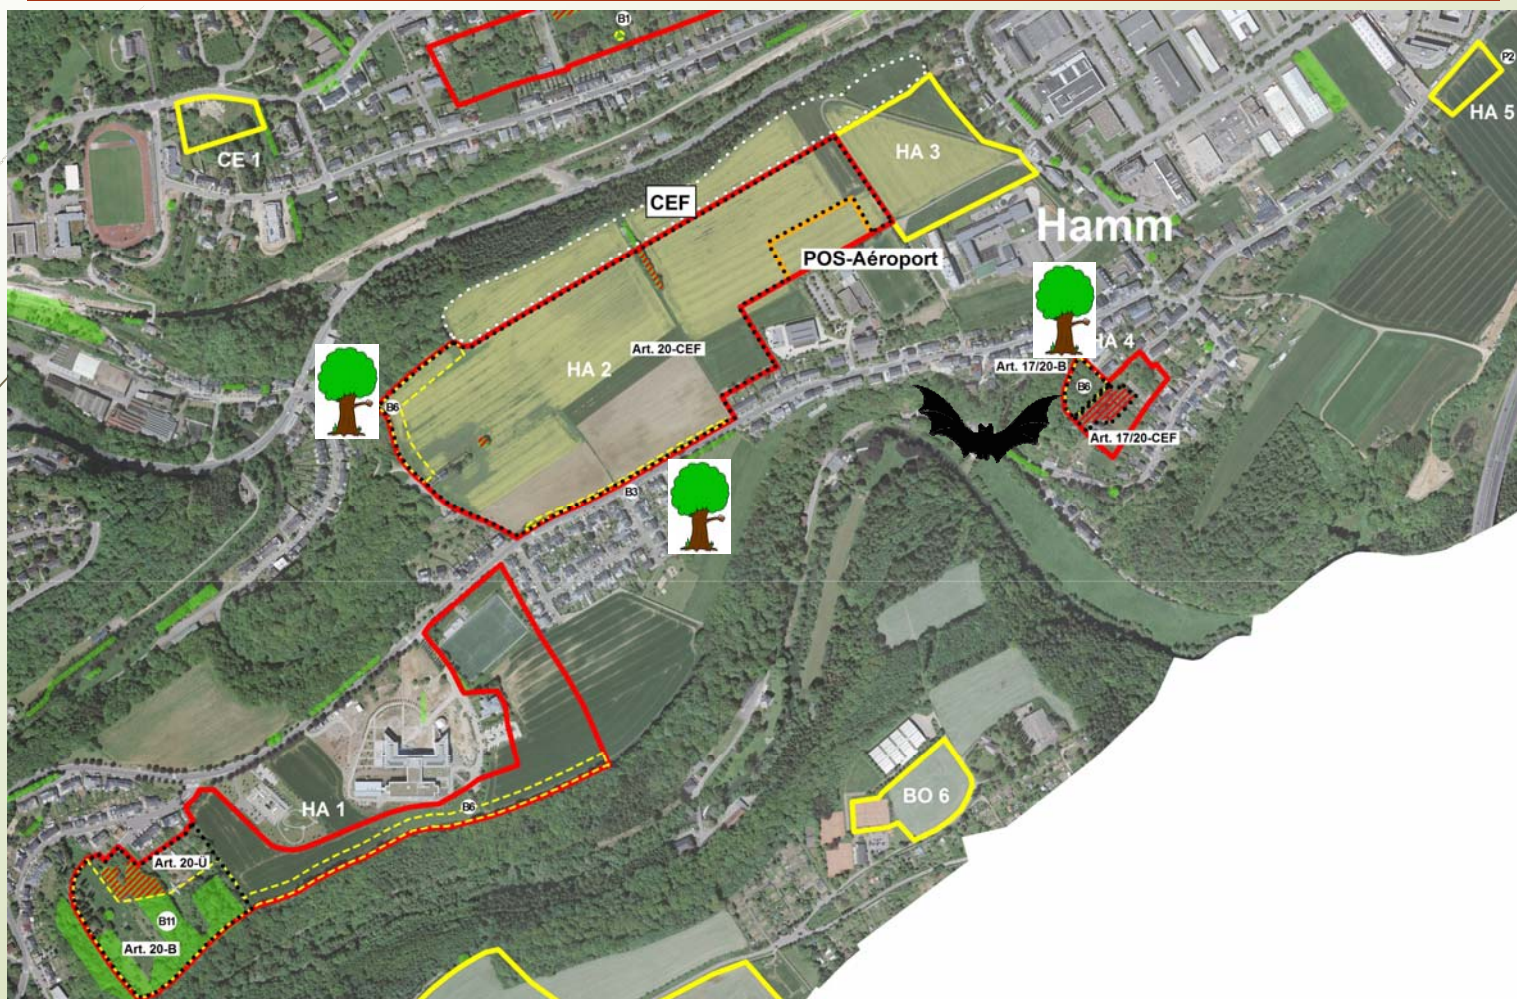 B1
P2
HA 5
CE 1
HA 3
CEF
Hamm
POS-Aéroport
HA 4
Art. 20-CEF
HA 2
Art. 17/20-B
B6
B6
Art. 17/20-CEF
B3
HA 1
B6
BO 6
Art. 20-Ü
B11
Art. 20-B